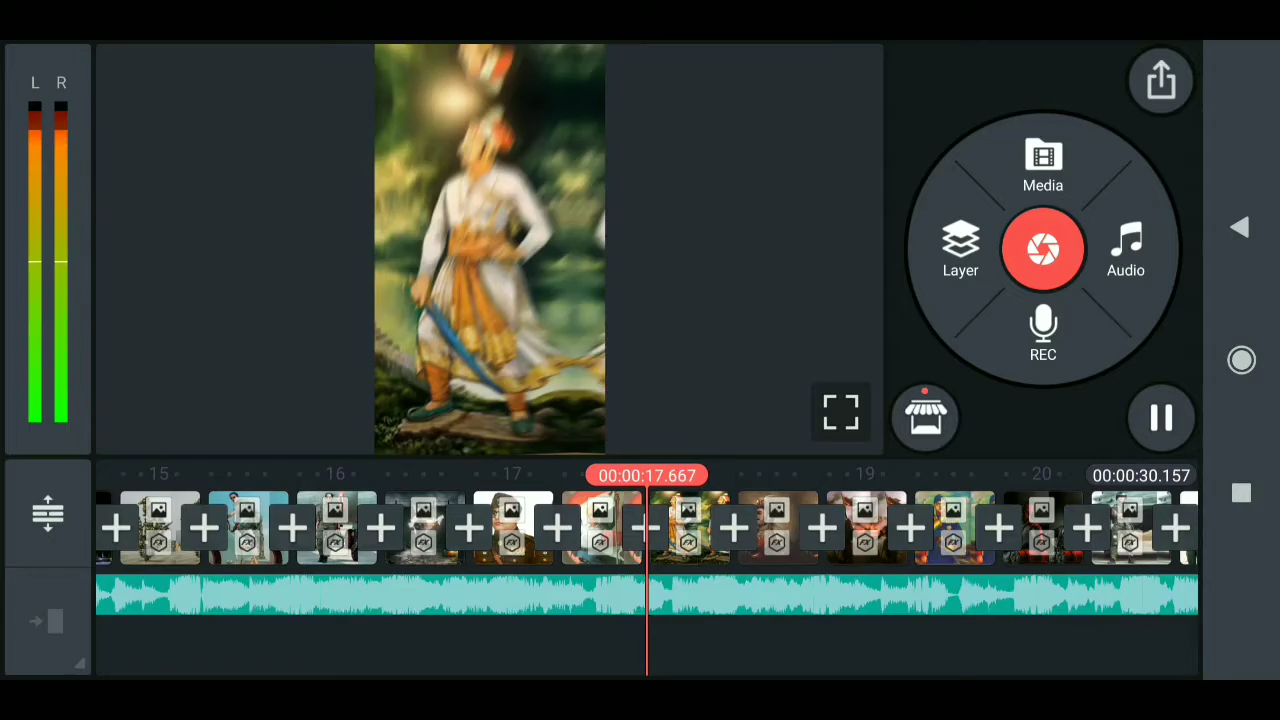 L R
Media
Layer
Audio
REC
15
16
17
00:00:17.667
19
20
00:00:30.157